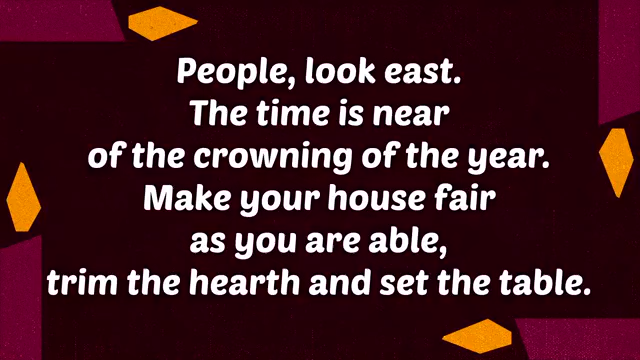 People, look east.
The time is near
of the crowning of the year.
Make your house fair
as you are able,
trim the hearth and set the table.